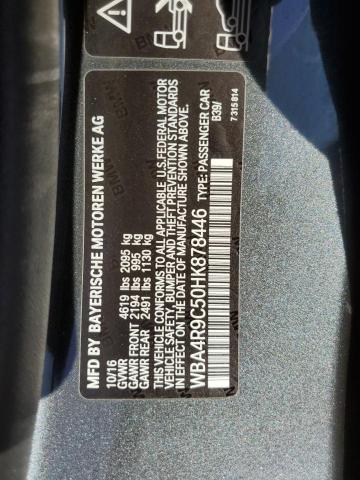 MFD BY BAYERISCHE MOTOREN WERKE AG
10/16
GVWR 4619 lbs 2095 kg
GAWR FRONT 2194 lbs 995 kg
GAWR REAR 2491 lbs 1130 kg
THIS VEHICLE CONFORMS TO ALL APPLICABLE U.S.FEDERAL MOTOR
VEHICLE SAFETY, BUMPER AND THEFT PREVENTION STANDARDS
IN EFFECT ON THE DATE OF MANUFACTURE SHOWN ABOVE.
WBA4R9C50HK878446 TYPE: PASSENGER CAR
B39/
7315814